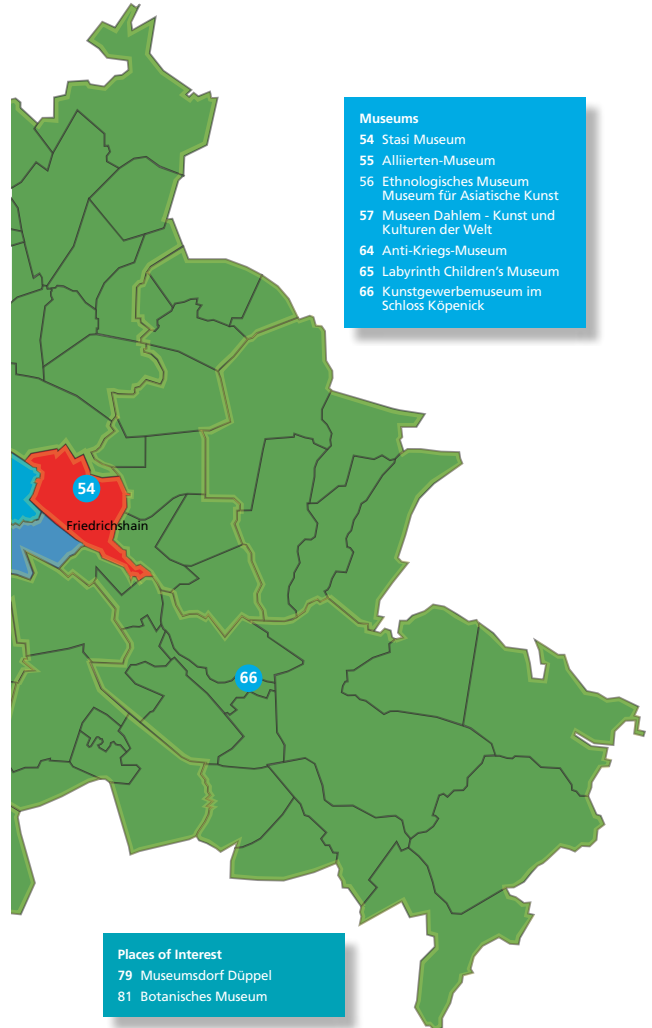 Museums
54 Stasi Museum
55 Alliierten-Museum
56 Ethnologisches Museum
Museum für Asiatische Kunst
57 Museen Dahlem - Kunst und
Kulturen der Welt
64 Anti-Kriegs-Museum
65 Labyrinth Children’s Museum
66 Kunstgewerbemuseum im
Schloss Köpenick
54
Friedrichshain
66
Places of Interest
79 Museumsdorf Düppel
81 Botanisches Museum